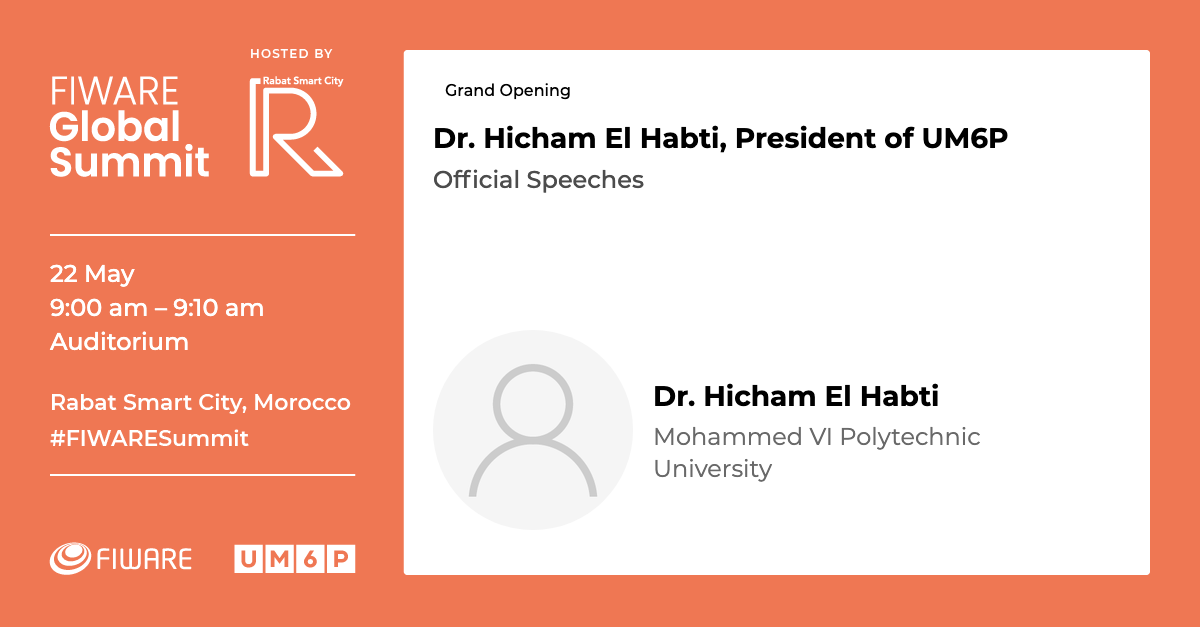 FIWARE
Global
Summit
HOSTED BY
Rabat Smart City
R
22 May
9:00 am – 9:10 am
Auditorium
Rabat Smart City, Morocco
#FIWARESummit
FIWARE
UM6P
Grand Opening
Dr. Hicham El Habti, President of UM6P
Official Speeches
Dr. Hicham El Habti
Mohammed VI Polytechnic
University